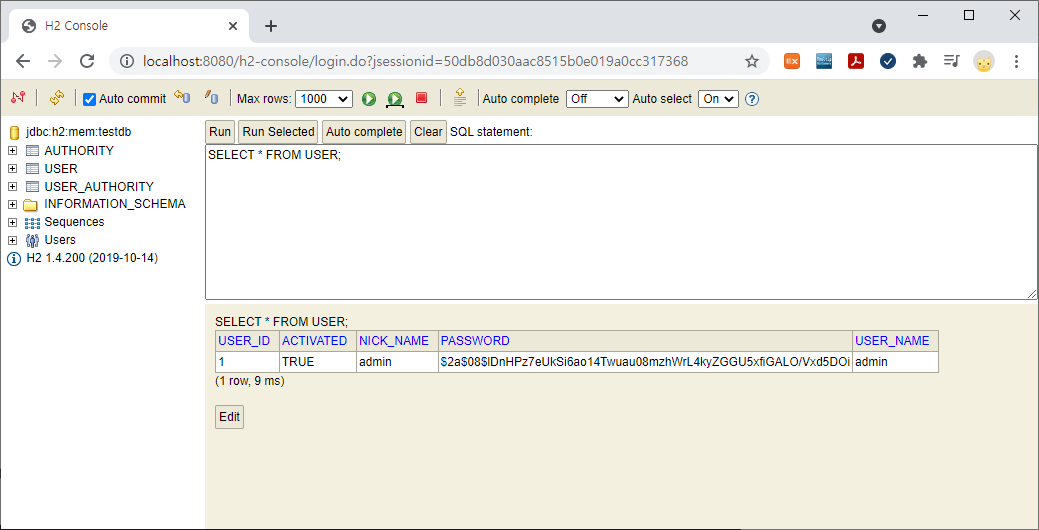 H2 Console
localhost:8080/h2-console/login.do?jsessionid=50db8d030aac8515b0e019a0cc317368
Auto commit Max rows: 1000 Auto complete Off Auto select On
jdbc:h2:mem:testdb
AUTHORITY
USER
USER_AUTHORITY
INFORMATION_SCHEMA
Sequences
Users
H2 1.4.200 (2019-10-14)
Run Run Selected Auto complete Clear SQL statement:
SELECT * FROM USER;
SELECT * FROM USER;
USER_ID ACTIVATED NICK_NAME PASSWORD USER_NAME
1 TRUE admin $2a$08$lDnHPz7eUkSi6ao14Twuau08mzhWrL4kyZGGU5xfiGALO/Vxd5DOi admin
(1 row, 9 ms)
Edit